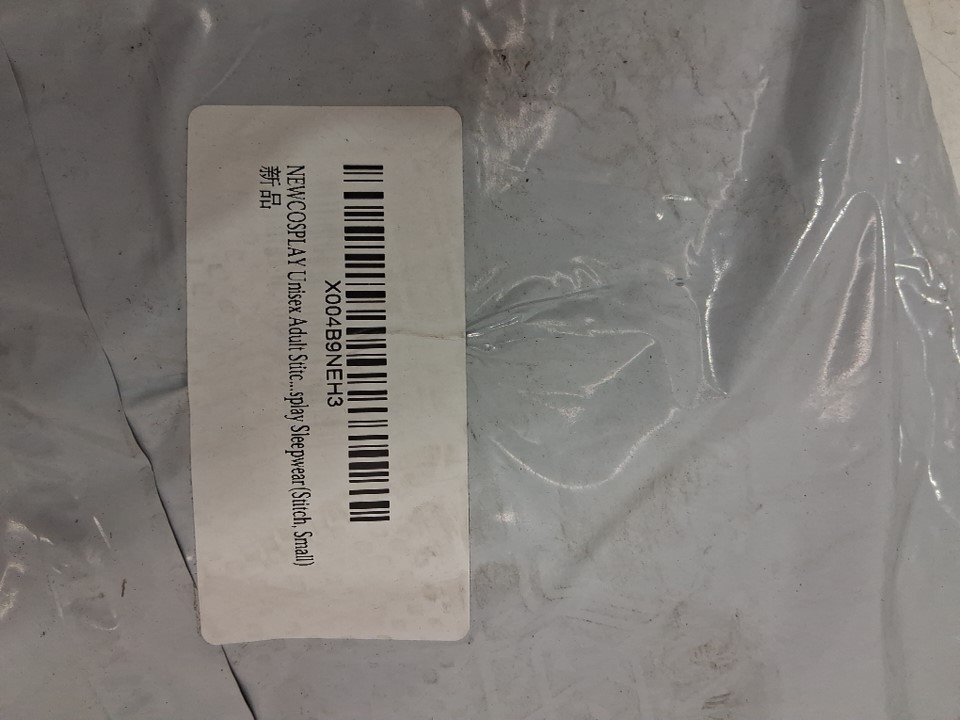 X004B9NEH3
NEWCOSPLAY Unisex Adult Stitc...splay Sleepwear(Stitch, Small)
新品